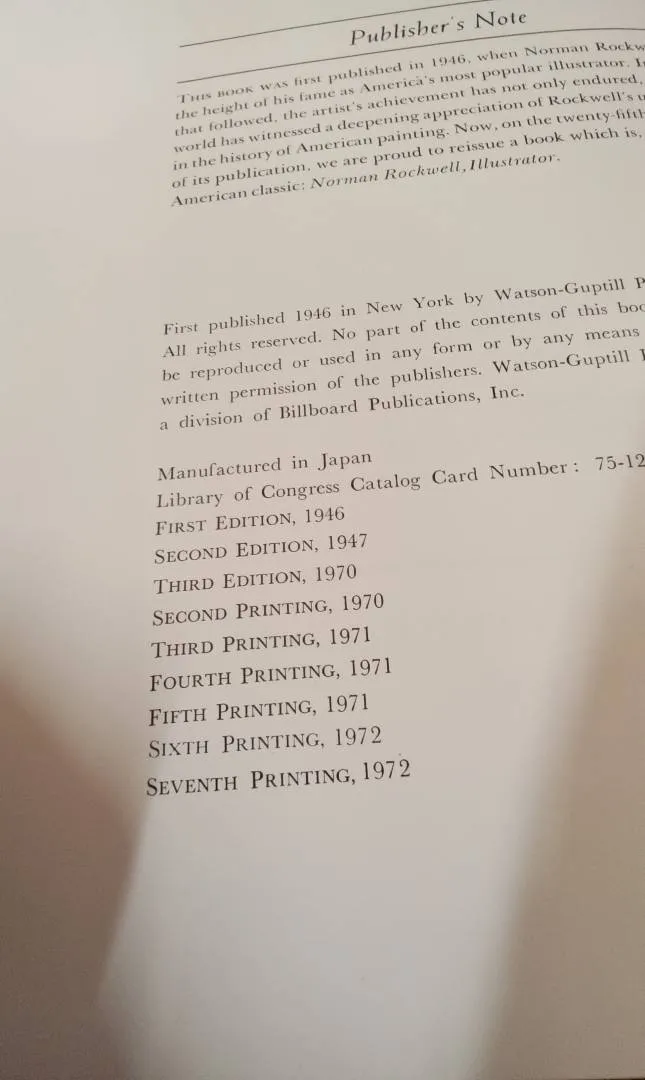 Publisher's Note
THIS BOOK WAS first published in 1946, when Norman Rockw
the height of his fame as America's most popular illustrator. I
that followed, the artist's achievement has not only endured,
world has witnessed a deepening appreciation of Rockwell's u
in the history of American painting. Now, on the twenty-fifth
of its publication, we are proud to reissue a book which is,
American classic: Norman Rockwell, Illustrator.
First published 1946 in New York by Watson-Guptill P
All rights reserved. No part of the contents of this boo
be reproduced or used in any form or by any means
written permission of the publishers. Watson-Guptill
a division of Billboard Publications, Inc.
Manufactured in Japan
Library of Congress Catalog Card Number: 75-12
FIRST EDITION, 1946
SECOND EDITION, 1947
THIRD EDITION, 1970
SECOND PRINTING, 1970
THIRD PRINTING, 1971
FOURTH PRINTING, 1971
FIFTH PRINTING, 1971
SIXTH PRINTING, 1972
SEVENTH PRINTING, 1972